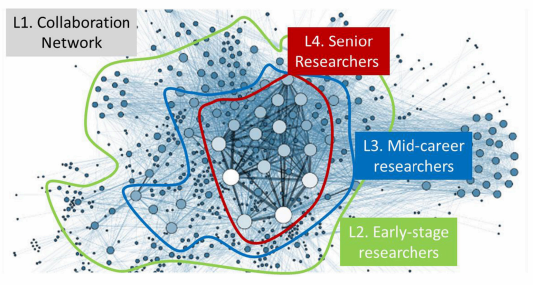 L1. Collaboration
Network
L4. Senior
Researchers
L3. Mid-career
researchers
L2. Early-stage
researchers